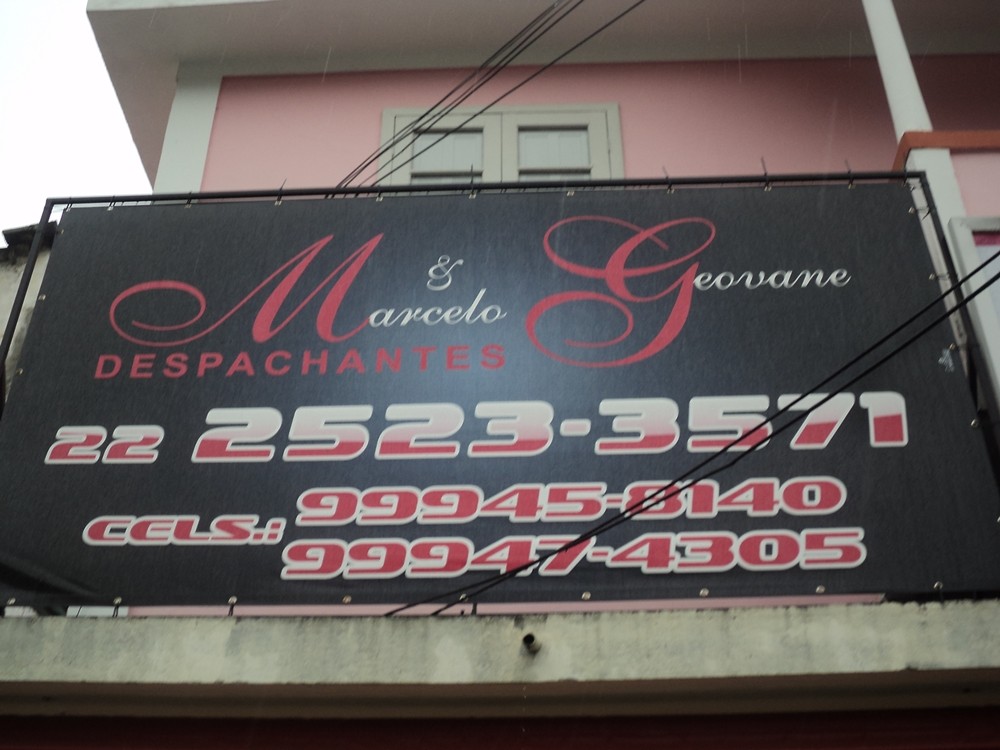 Marcelo & Geovane
DESPACHANTES
22 2523-3571
CELS.: 99945-8140
99947-4305